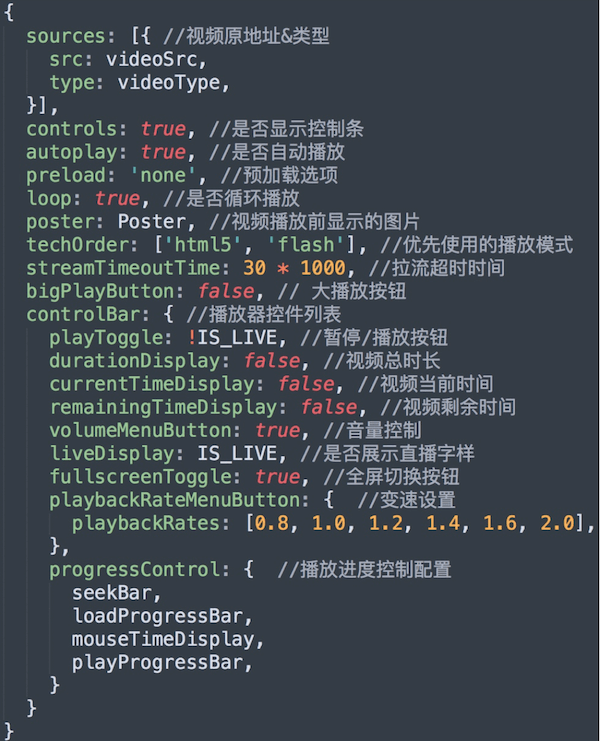 {
  sources: [{ //视频原地址&类型
    src: videoSrc,
    type: videoType,
  }],
  controls: true, //是否显示控制条
  autoplay: true, //是否自动播放
  preload: 'none', //预加载选项
  loop: true, //是否循环播放
  poster: Poster, //视频播放前显示的图片
  techOrder: ['html5', 'flash'], //优先使用的播放模式
  streamTimeoutTime: 30 * 1000, //拉流超时时间
  bigPlayButton: false, // 大播放按钮
  controlBar: { //播放器控件列表
    playToggle: !IS_LIVE, //暂停/播放按钮
    durationDisplay: false, //视频总时长
    currentTimeDisplay: false, //视频当前时间
    remainingTimeDisplay: false, //视频剩余时间
    volumeMenuButton: true, //音量控制
    liveDisplay: IS_LIVE, //是否展示直播字样
    fullscreenToggle: true, //全屏切换按钮
    playbackRateMenuButton: {  //变速设置
      playbackRates: [0.8, 1.0, 1.2, 1.4, 1.6, 2.0],
    },
    progressControl: {  //播放进度控制配置
      seekBar,
      loadProgressBar,
      mouseTimeDisplay,
      playProgressBar,
    }
  }
}